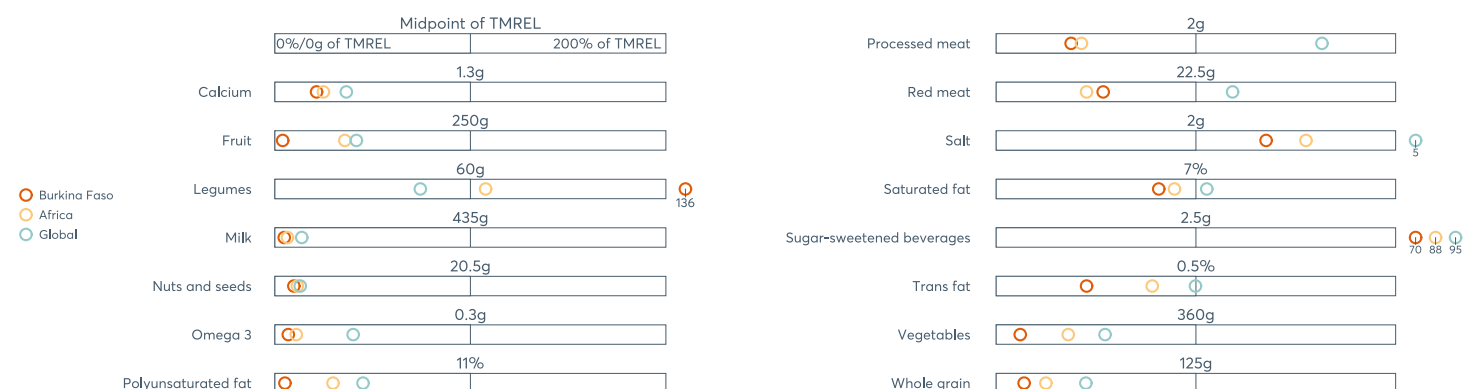 Midpoint of TMREL
0%/0g of TMREL 200% of TMREL
1.3g
Calcium
250g
Fruit
60g
Legumes
136
435g
Milk
20.5g
Nuts and seeds
0.3g
Omega 3
11%
Polyunsaturated fat
Burkina Faso
Africa
Global
2g
Processed meat
22.5g
Red meat
2g
Salt
5
7%
Saturated fat
2.5g
Sugar-sweetened beverages
70 88 95
0.5%
Trans fat
360g
Vegetables
125g
Whole grain